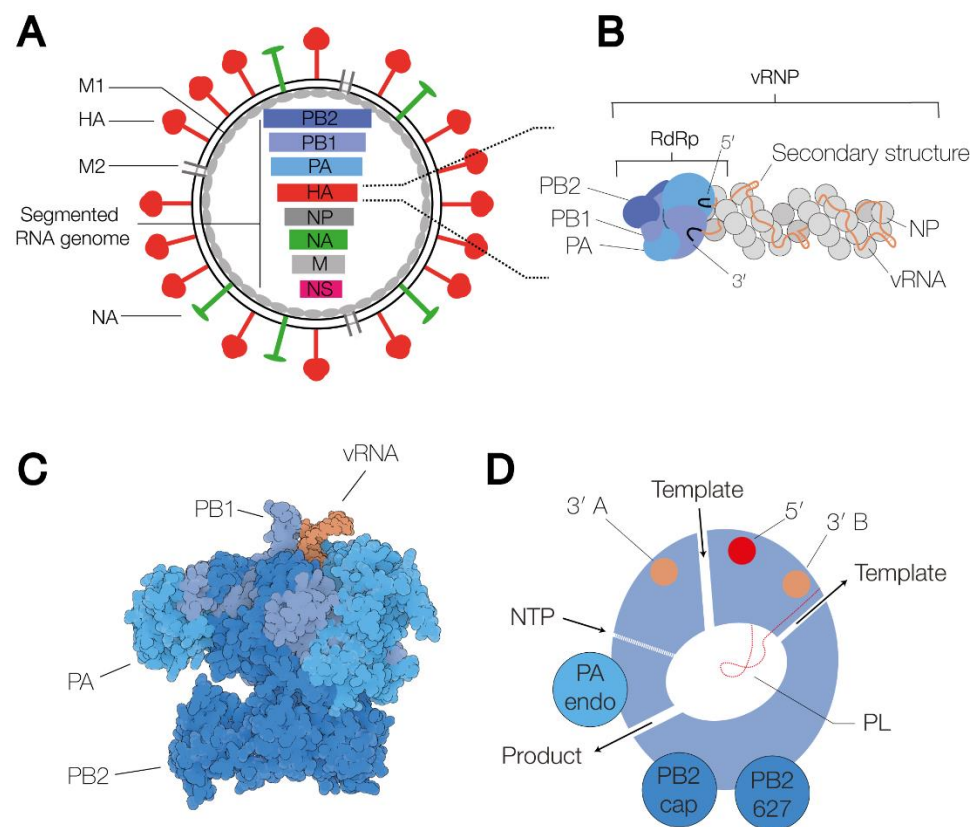 A
M1
HA
M2
Segmented
RNA genome
NA
PB2
PB1
PA
HA
NP
NA
M
NS
B
vRNP
RdRp
5′
Secondary structure
PB2
PB1
PA
NP
vRNA
3′
C
vRNA
PB1
PA
PB2
D
Template
3′ A
5′
3′ B
Template
NTP
PA
endo
PL
Product
PB2
cap
PB2
627